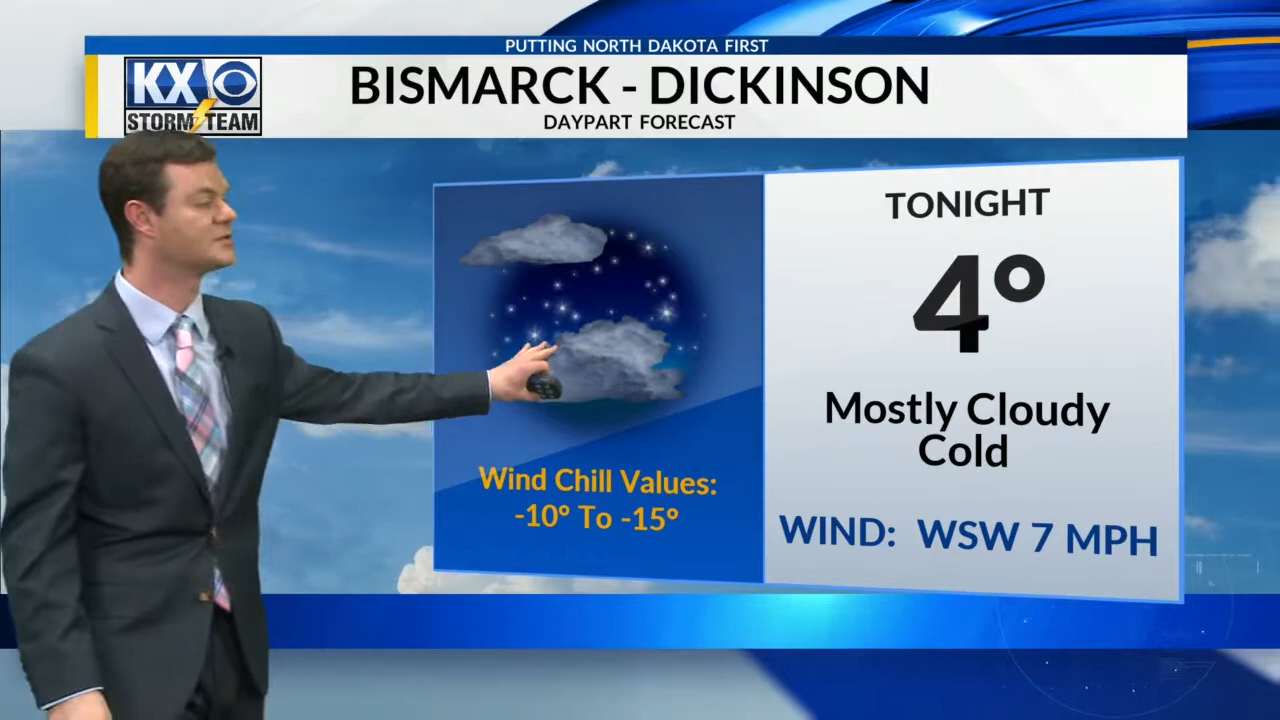 PUTTING NORTH DAKOTA FIRST
KX
STORM TEAM
BISMARCK - DICKINSON
DAYPART FORECAST
TONIGHT
4°
Mostly Cloudy
Cold
WIND: WSW 7 MPH
Wind Chill Values:
-10° To -15°